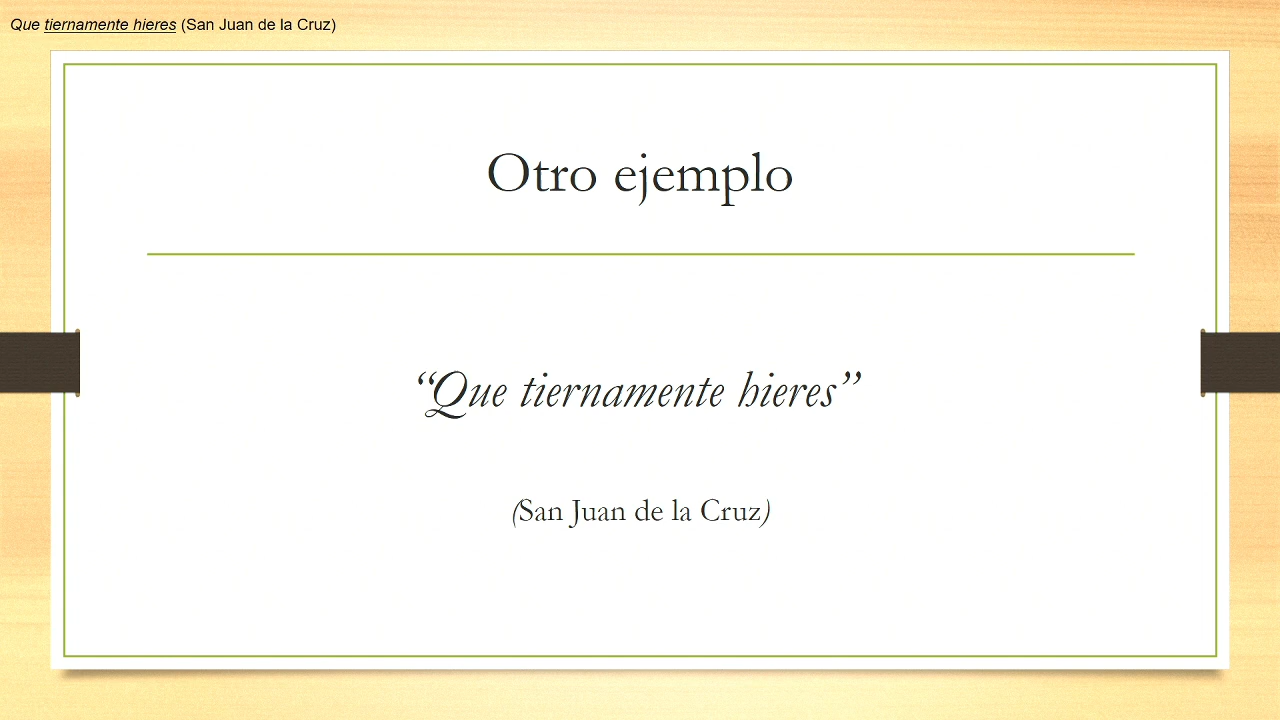 Que tiernamente hieres (San Juan de la Cruz)
Otro ejemplo
“Que tiernamente hieres”
(San Juan de la Cruz)